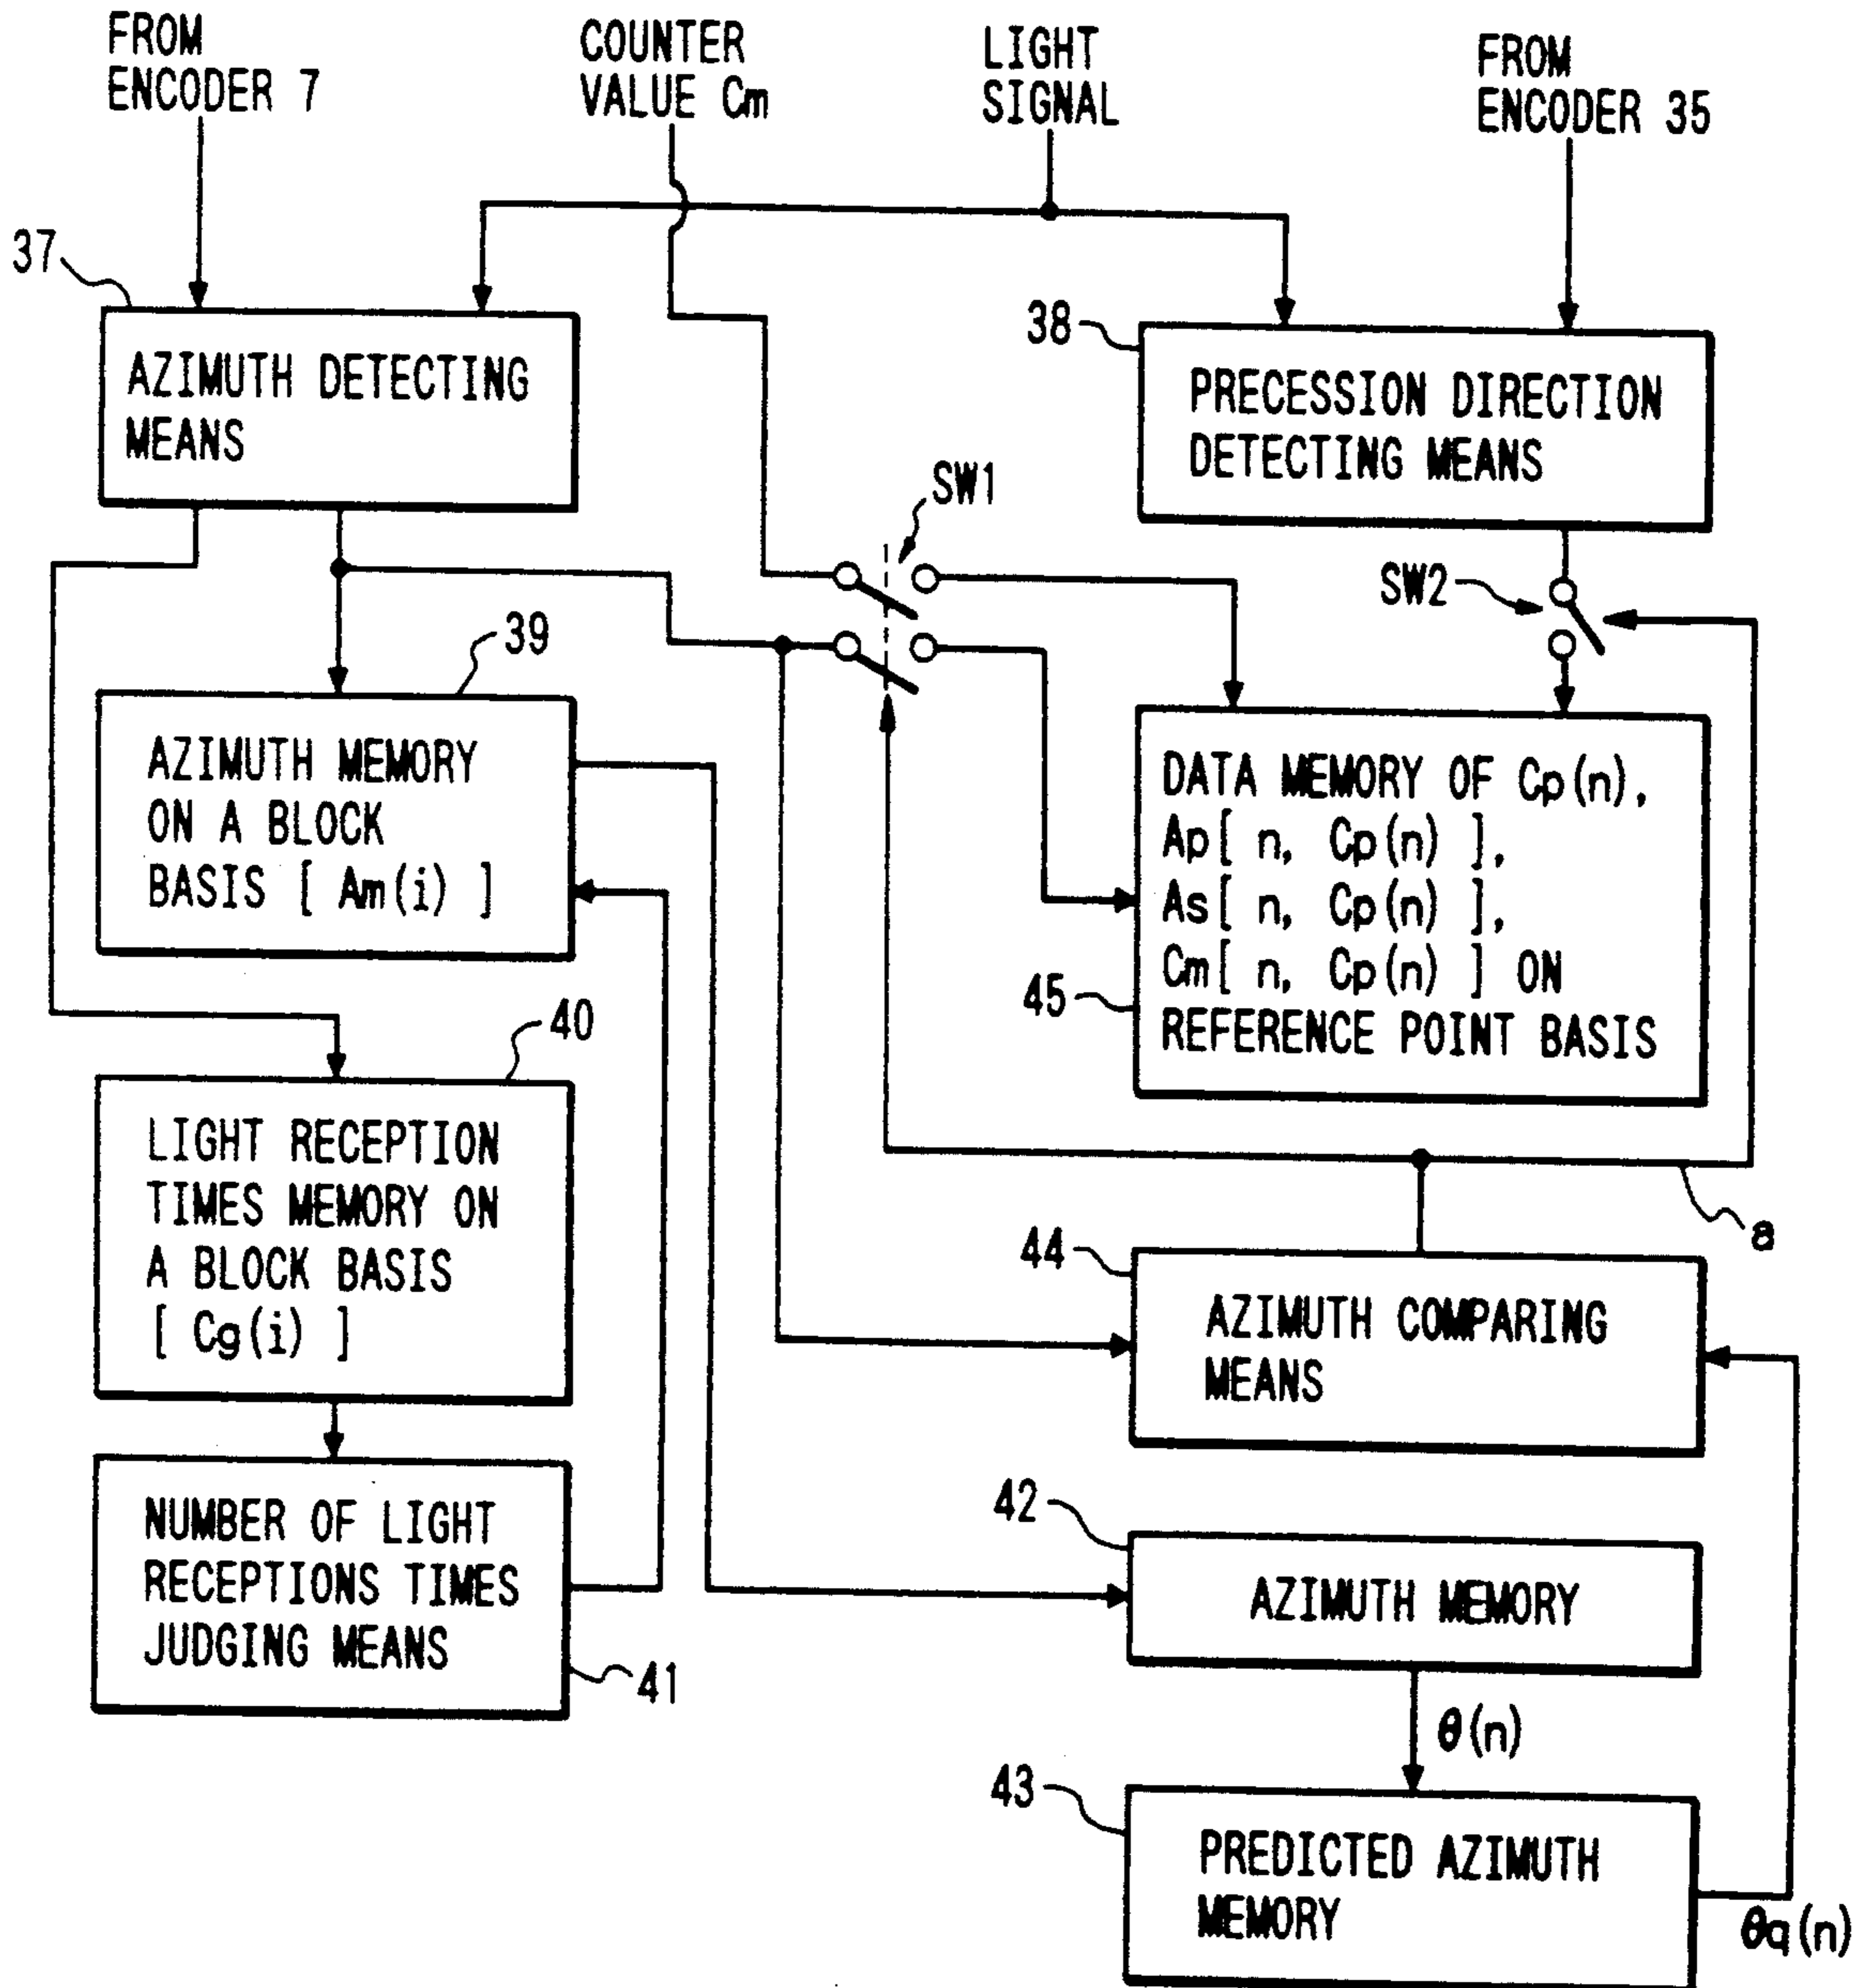 FROM
ENCODER 7
COUNTER
VALUE Cm
LIGHT
SIGNAL
FROM
ENCODER 35
37
AZIMUTH DETECTING
MEANS
38
PRECESSION DIRECTION
DETECTING MEANS
SW1
SW2
39
AZIMUTH MEMORY
ON A BLOCK
BASIS [ Am(i) ]
DATA MEMORY OF Cp(n),
Ap[ n, Cp(n) ],
As[ n, Cp(n) ],
Cm[ n, Cp(n) ] ON
REFERENCE POINT BASIS
45
40
LIGHT RECEPTION
TIMES MEMORY ON
A BLOCK BASIS
[ Cg(i) ]
a
44
AZIMUTH COMPARING
MEANS
NUMBER OF LIGHT
RECEPTIONS TIMES
JUDGING MEANS
41
42
AZIMUTH MEMORY
θ(n)
43
PREDICTED AZIMUTH
MEMORY
θq(n)